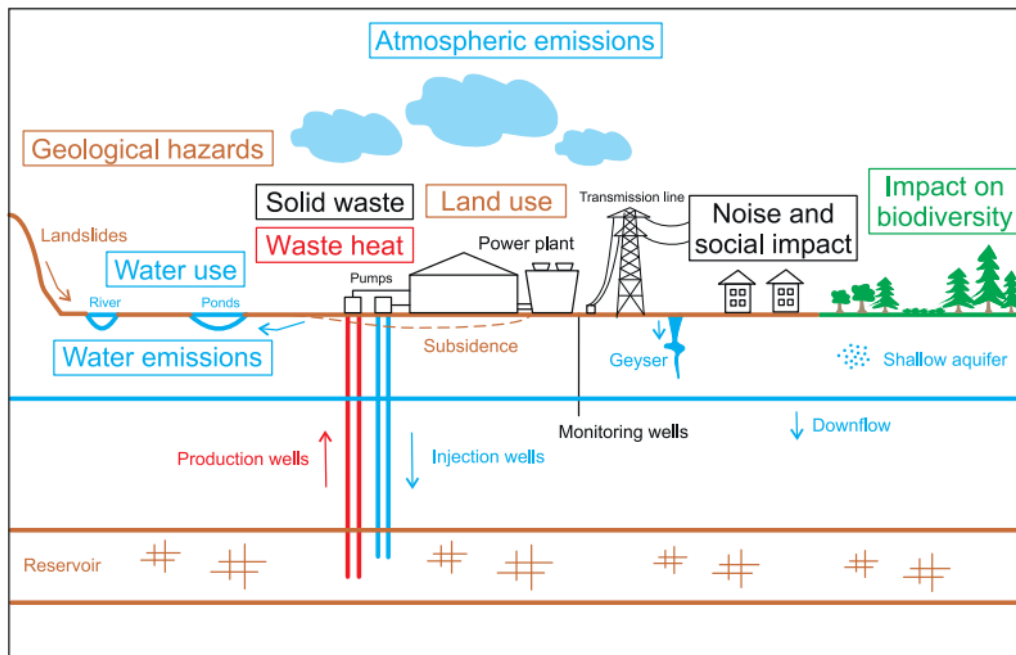 Atmospheric emissions
Geological hazards
Solid waste
Land use
Transmission line
Impact on
biodiversity
Noise and
social impact
Landslides
Water use
Waste heat
Power plant
Pumps
River
Ponds
Water emissions
Subsidence
Geyser
Shallow aquifer
Monitoring wells
Downflow
Production wells
Injection wells
Reservoir